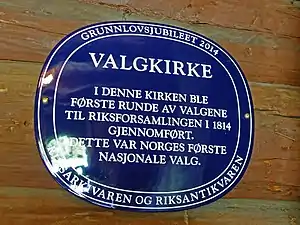 GRUNNLOVSJUBILEET 2014
VALGKIRKE
I DENNE KIRKEN BLE
FØRSTE RUNDE AV VALGENE
TIL RIKSFORSAMLINGEN I 1814
GJENNOMFØRT.
DETTE VAR NORGES FØRSTE
NASJONALE VALG.
OG RIKSANTIKVAREN